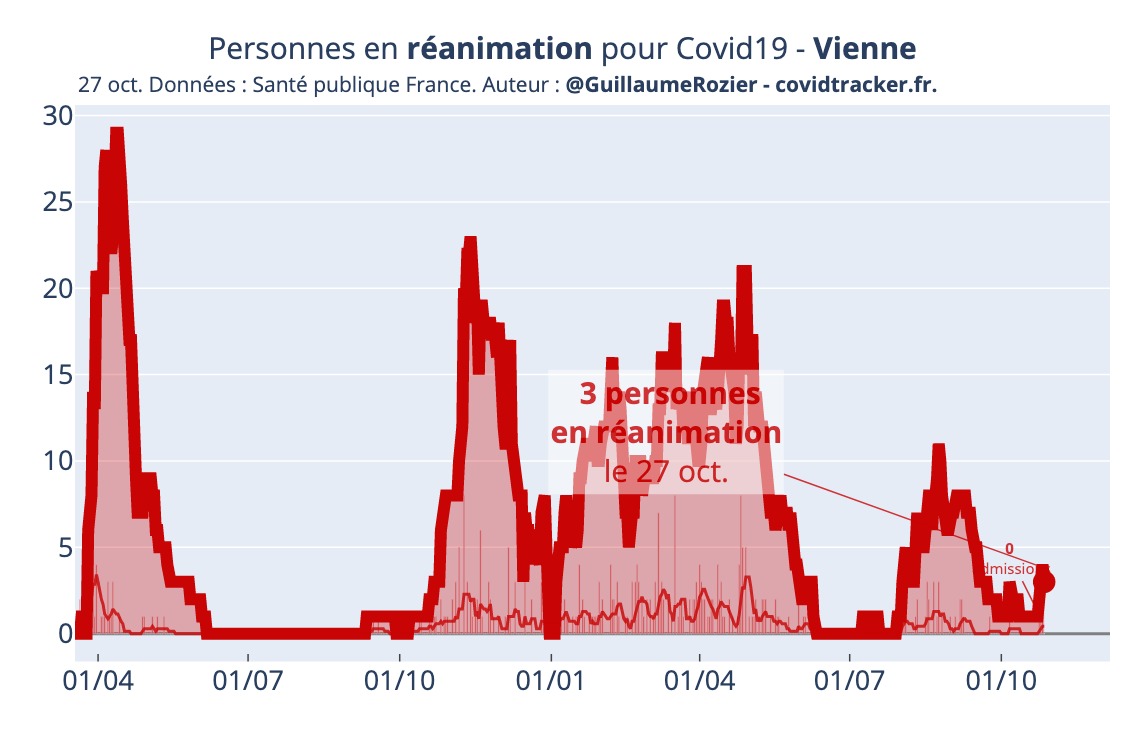 Personnes en réanimation pour Covid19 - Vienne
27 oct. Données : Santé publique France. Auteur : @GuillaumeRozier - covidtracker.fr.
30
25
20
15
10
5
0
3 personnes
en réanimation
le 27 oct.
0
dmissio
01/04 01/07 01/10 01/01 01/04 01/07 01/10